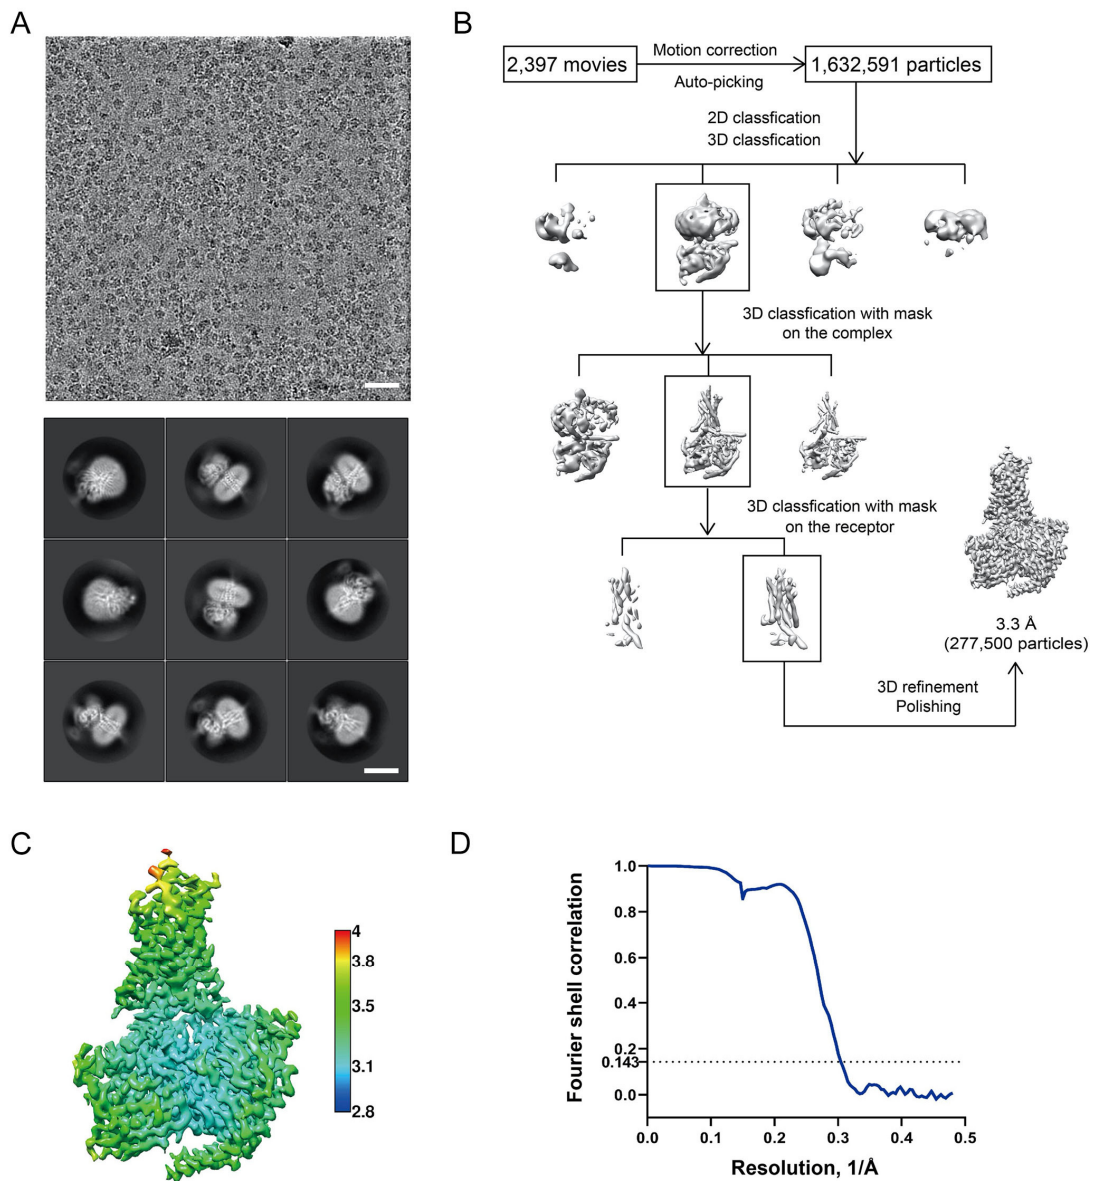 A
B
2,397 movies
Motion correction
Auto-picking
1,632,591 particles
2D classfication
3D classfication
3D classfication with mask
on the complex
3D classfication with mask
on the receptor
3.3 Å
(277,500 particles)
3D refinement
Polishing
C
4
3.8
3.5
3.1
2.8
D
Fourier shell correlation
1.0
0.8
0.6
0.4
0.2
0.143
0.0
0.0 0.1 0.2 0.3 0.4 0.5
Resolution, 1/Å